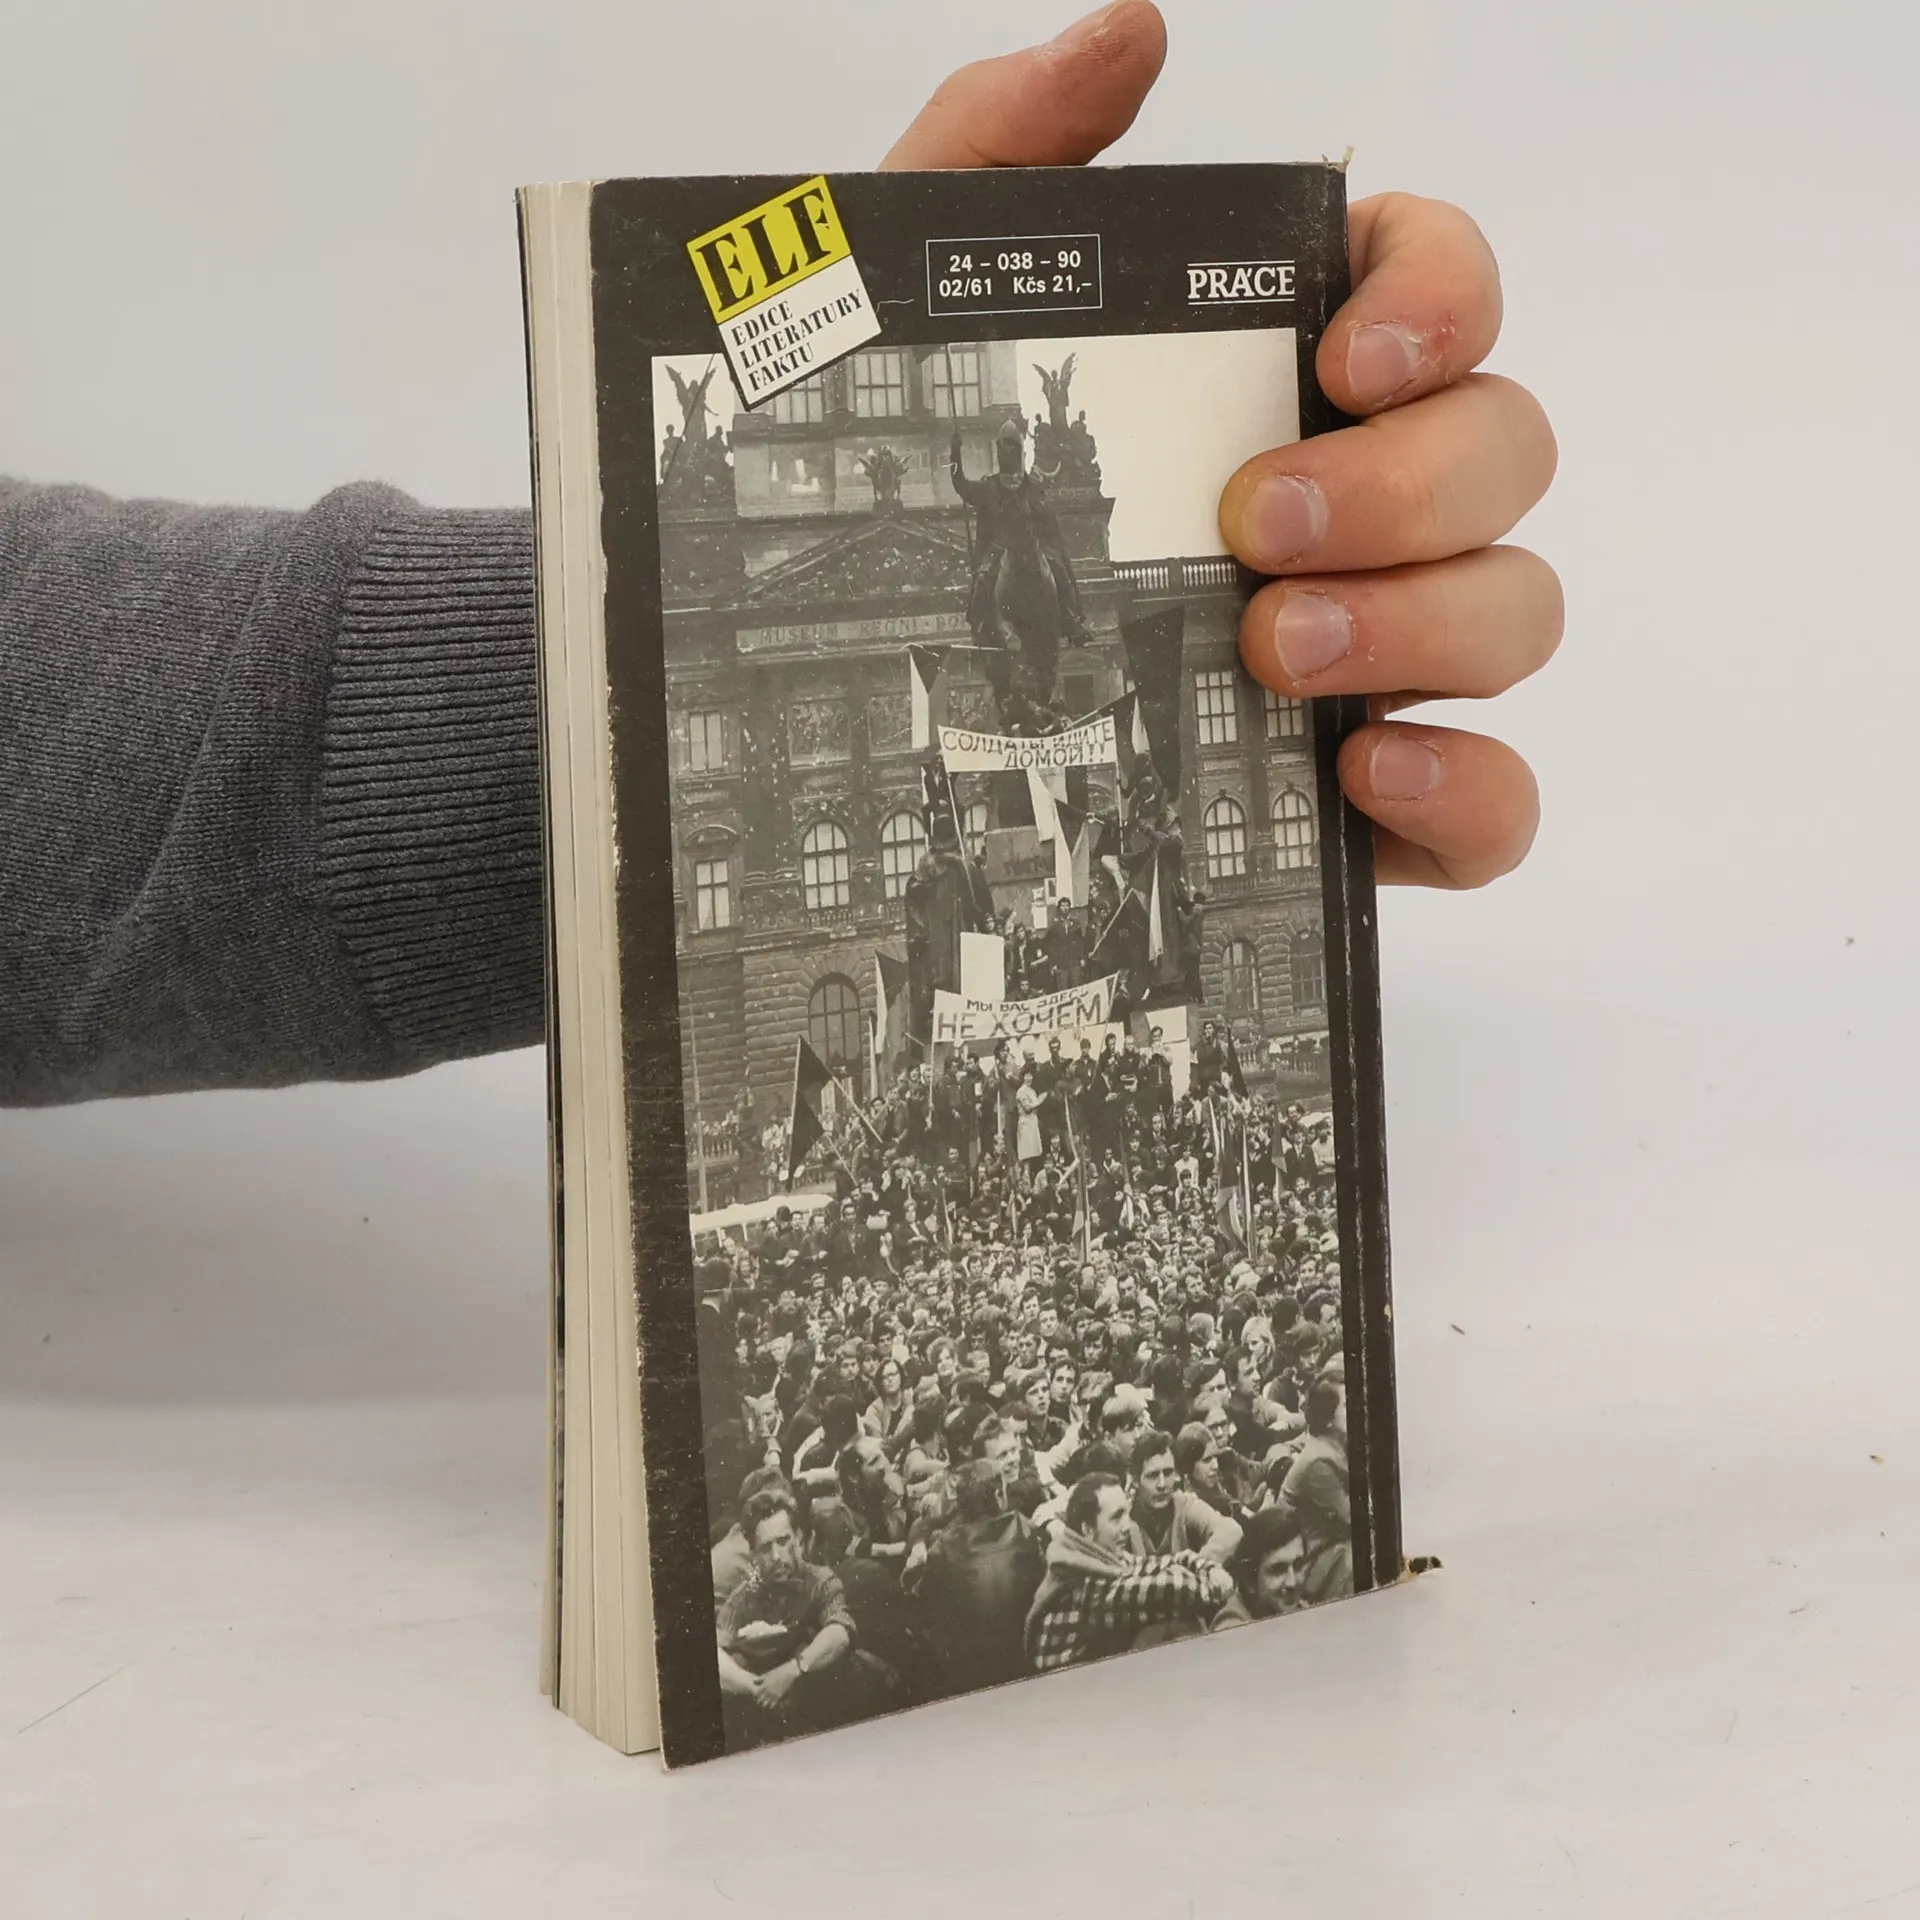 ELF
EDICE
LITERATURY
FAKTU
24 – 038 – 90
02/61 Kčs 21,–
PRÁCE
MUSEUM REGNI BO
СОЛДАТЫ ИДИТЕ
ДОМОЙ!!
МЫ ВАС ЗДЕСЬ
НЕ ХОЧЕМ